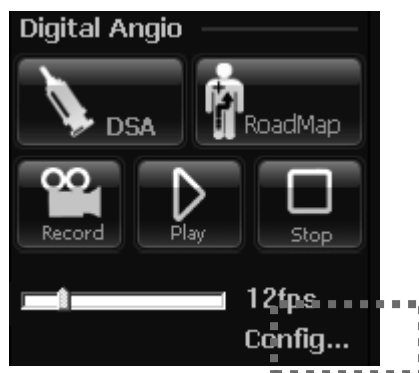 Digital Angio
DSA
RoadMap
Record
Play
Stop
12fps
Config...